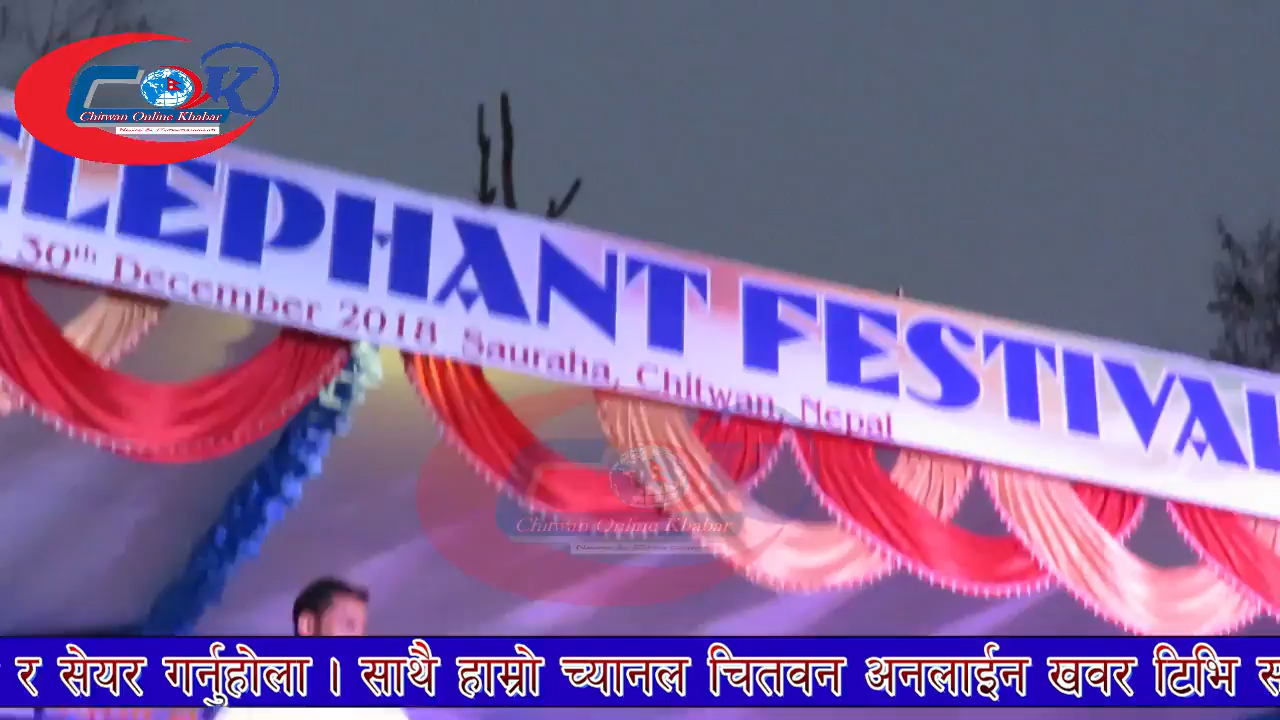 COK
Chitwan Online Khabar
ELEPHANT FESTIVAL
30th December 2018 Sauraha, Chitwan, Nepal
Chitwan Online Khabar
र सेयर गर्नुहोला । साथै हाम्रो च्यानल चितवन अनलाईन खवर टिभि